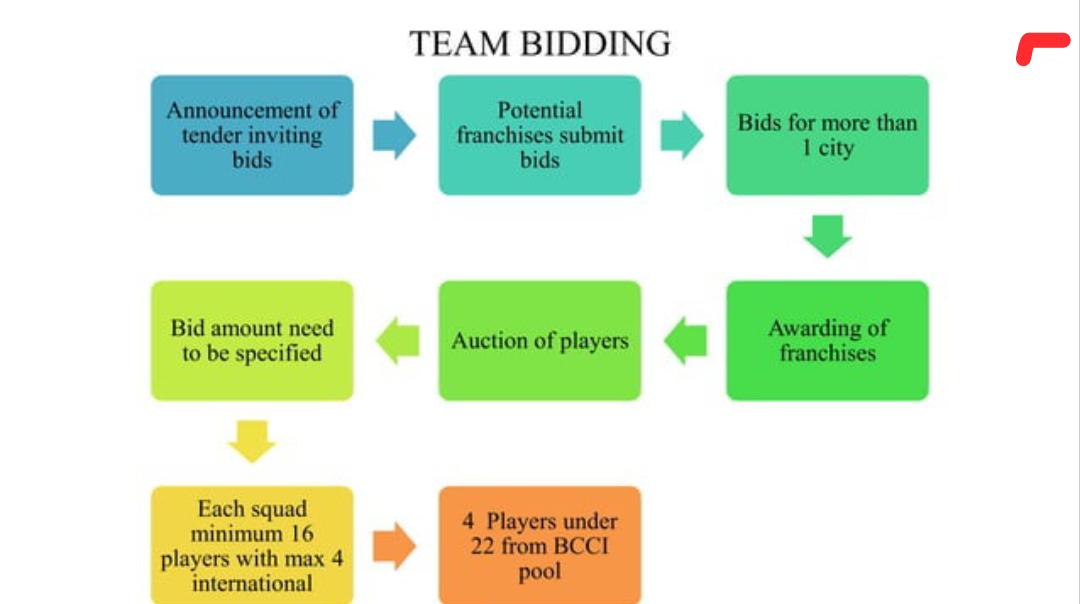 TEAM BIDDING
Announcement of
tender inviting
bids
Potential
franchises submit
bids
Bids for more than
1 city
Awarding of
franchises
Auction of players
Bid amount need
to be specified
Each squad
minimum 16
players with max 4
international
4 Players under
22 from BCCI
pool